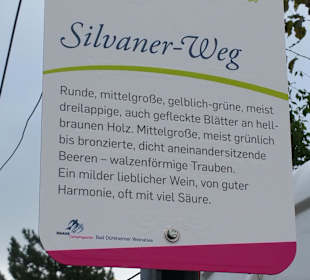 Silvaner-Weg
Runde, mittelgroße, gelblich-grüne, meist
dreilappige, auch gefleckte Blätter an hell-
braunen Holz. Mittelgroße, meist grünlich
bis bronzierte, dicht aneinandersitzende
Beeren – walzenförmige Trauben.
Ein milder lieblicher Wein, von guter
Harmonie, oft mit viel Säure.
Bad Dürkheimer